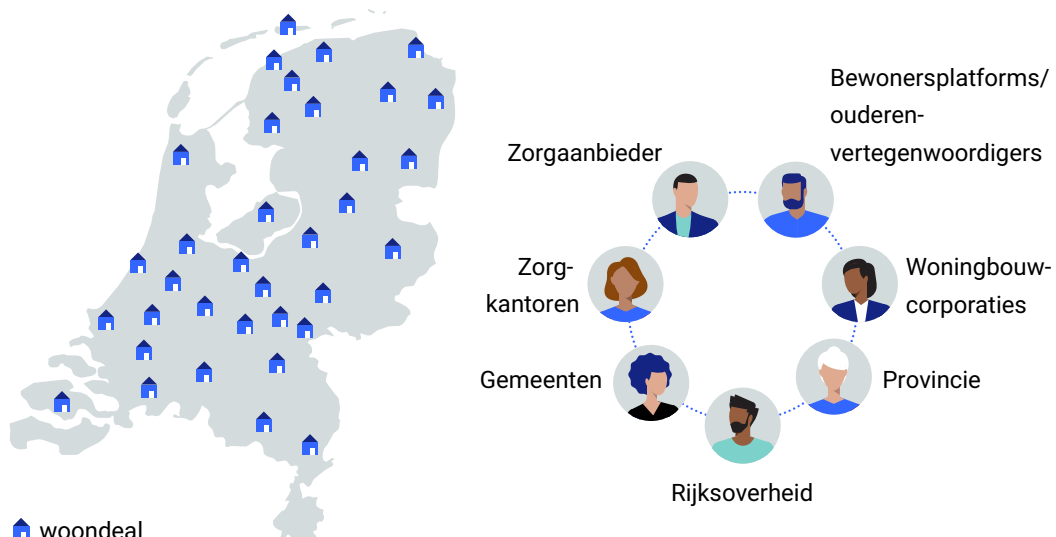 Bewonersplatforms/
ouderen-
vertegenwoordigers
Zorgaanbieder
Zorg-
kantoren
Woningbouw-
corporaties
Gemeenten
Provincie
Rijksoverheid
woondeal